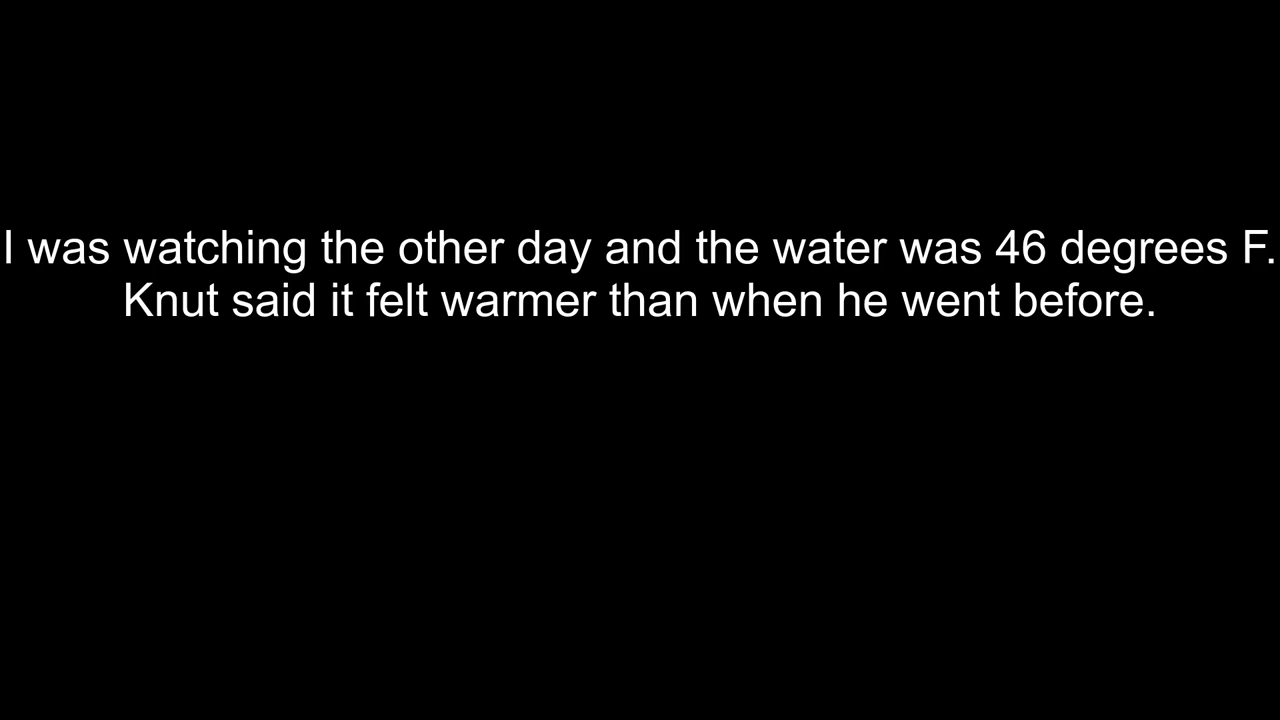 I was watching the other day and the water was 46 degrees F.
Knut said it felt warmer than when he went before.